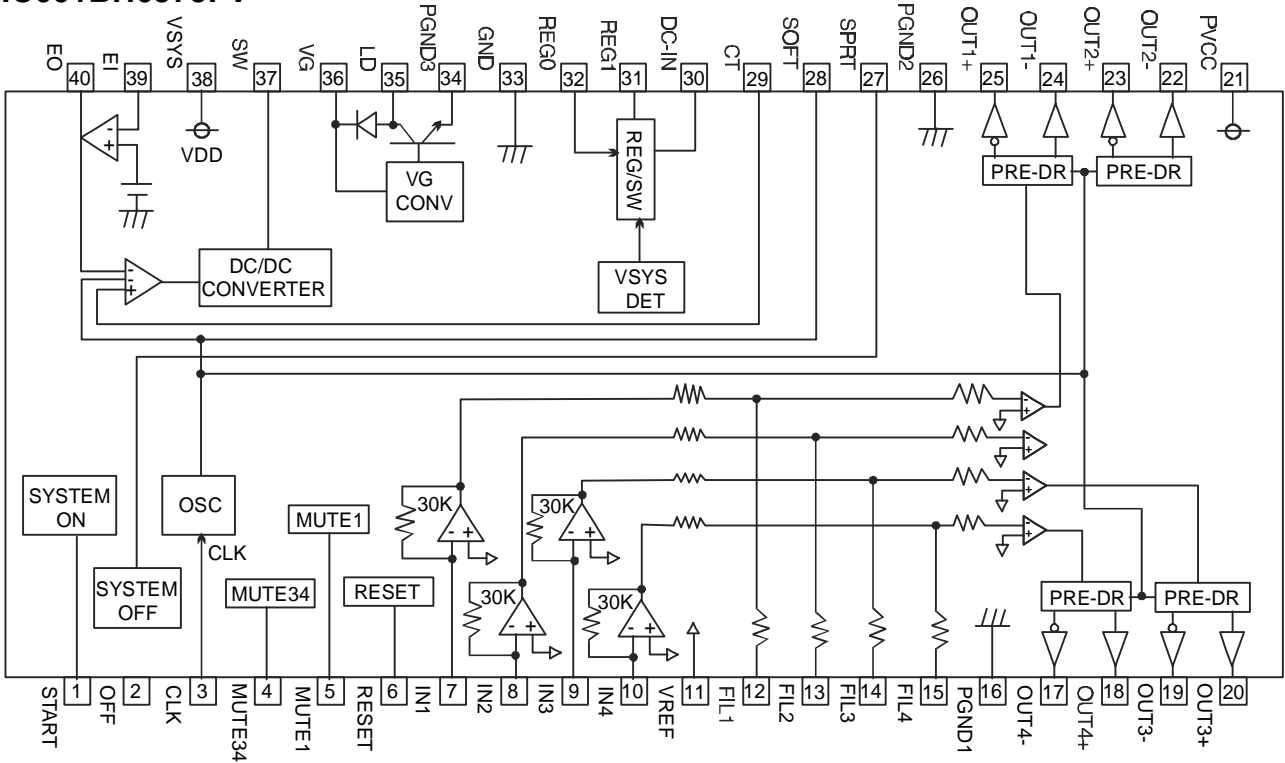 EO
EI
VSYS
SW
VG
LD
PGND3
GND
REG0
REG1
DC-IN
CT
SOFT
SPRT
PGND2
OUT1+
OUT1-
OUT2+
OUT2-
PVCC
40
39
38
37
36
35
34
33
32
31
30
29
28
27
26
25
24
23
22
21
-
+
VDD
VG
CONV
REG/SW
PRE-DR
PRE-DR
-
-
+
DC/DC
CONVERTER
VSYS
DET
-
+
-
+
-
+
-
+
SYSTEM
ON
OSC
CLK
MUTE1
30K
- +
30K
- +
SYSTEM
OFF
MUTE34
RESET
30K
- +
30K
- +
PRE-DR
PRE-DR
1
2
3
4
5
6
7
8
9
10
11
12
13
14
15
16
17
18
19
20
START
OFF
CLK
MUTE34
MUTE1
RESET
IN1
IN2
IN3
IN4
VREF
FIL1
FIL2
FIL3
FIL4
PGND1
OUT4-
OUT4+
OUT3-
OUT3+